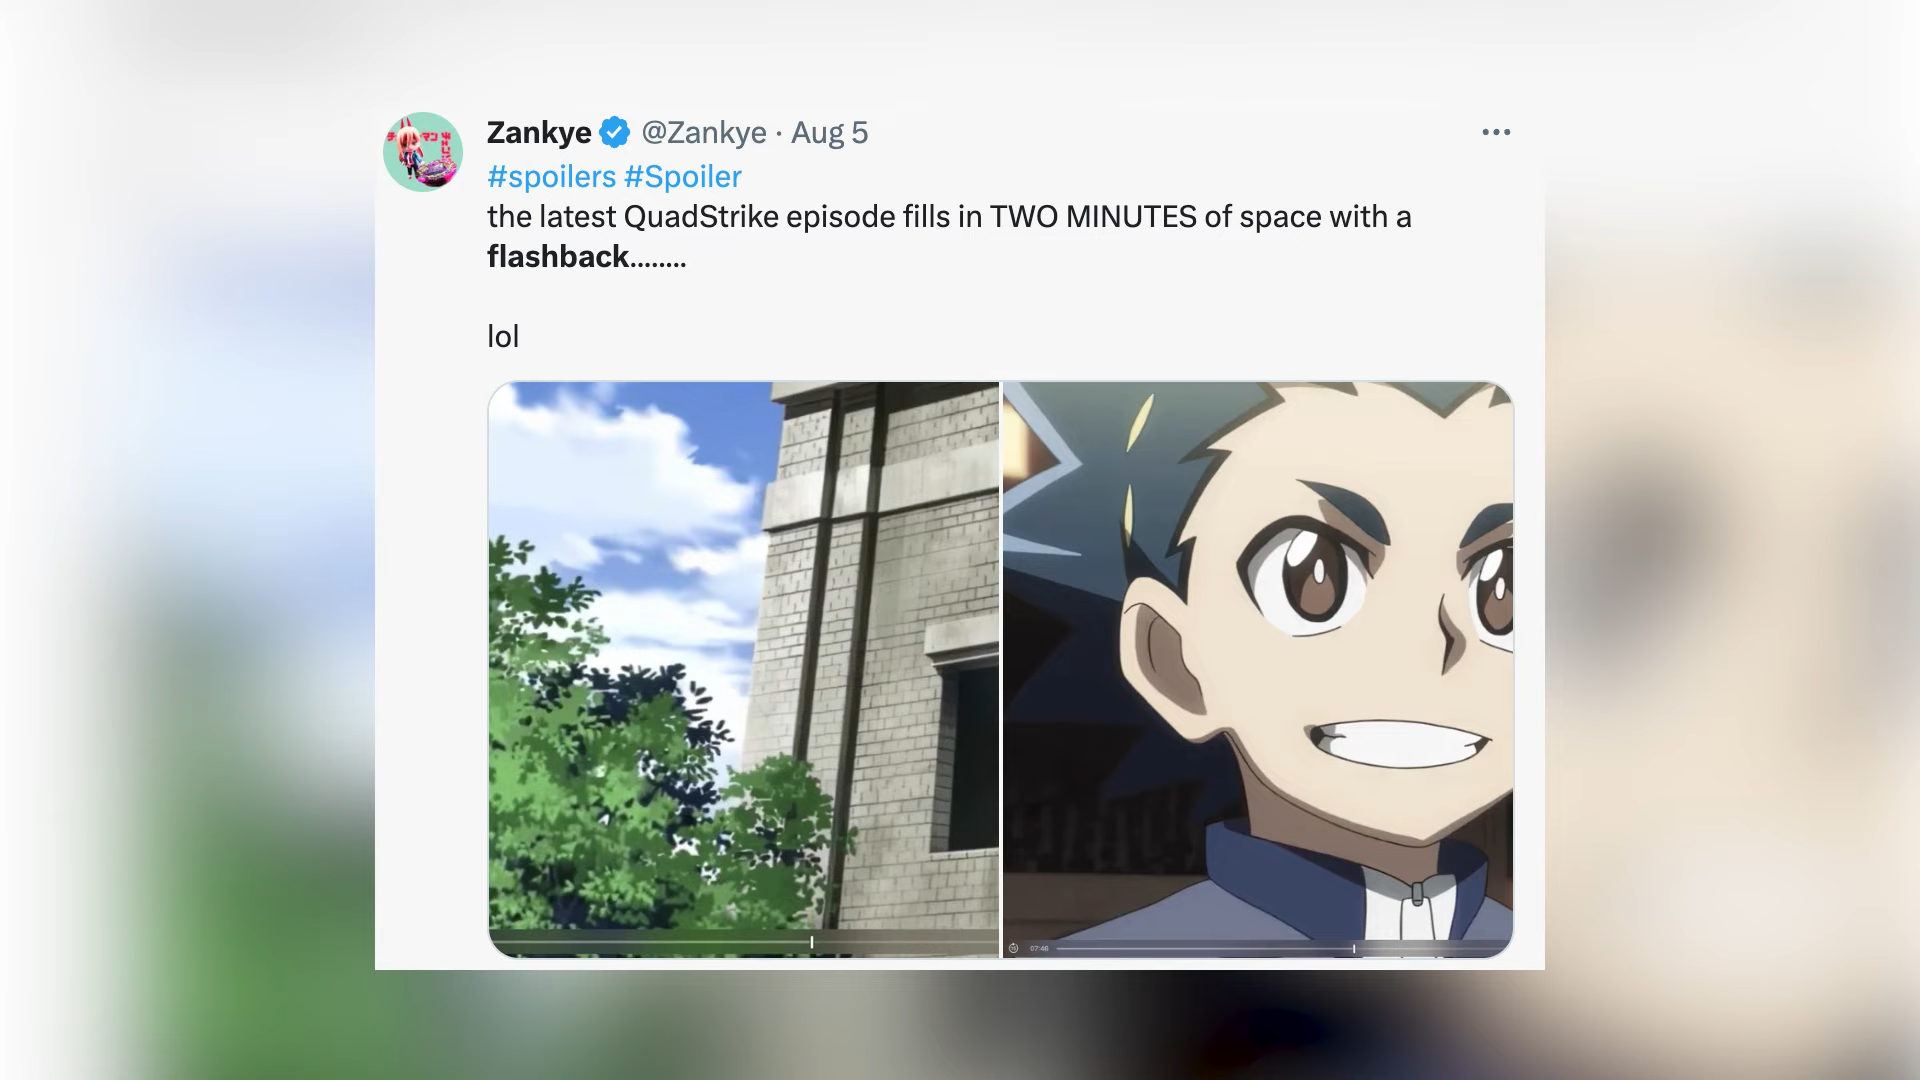 Zankye @Zankye · Aug 5
#spoilers #Spoiler
the latest QuadStrike episode fills in TWO MINUTES of space with a
flashback........
lol
07:46